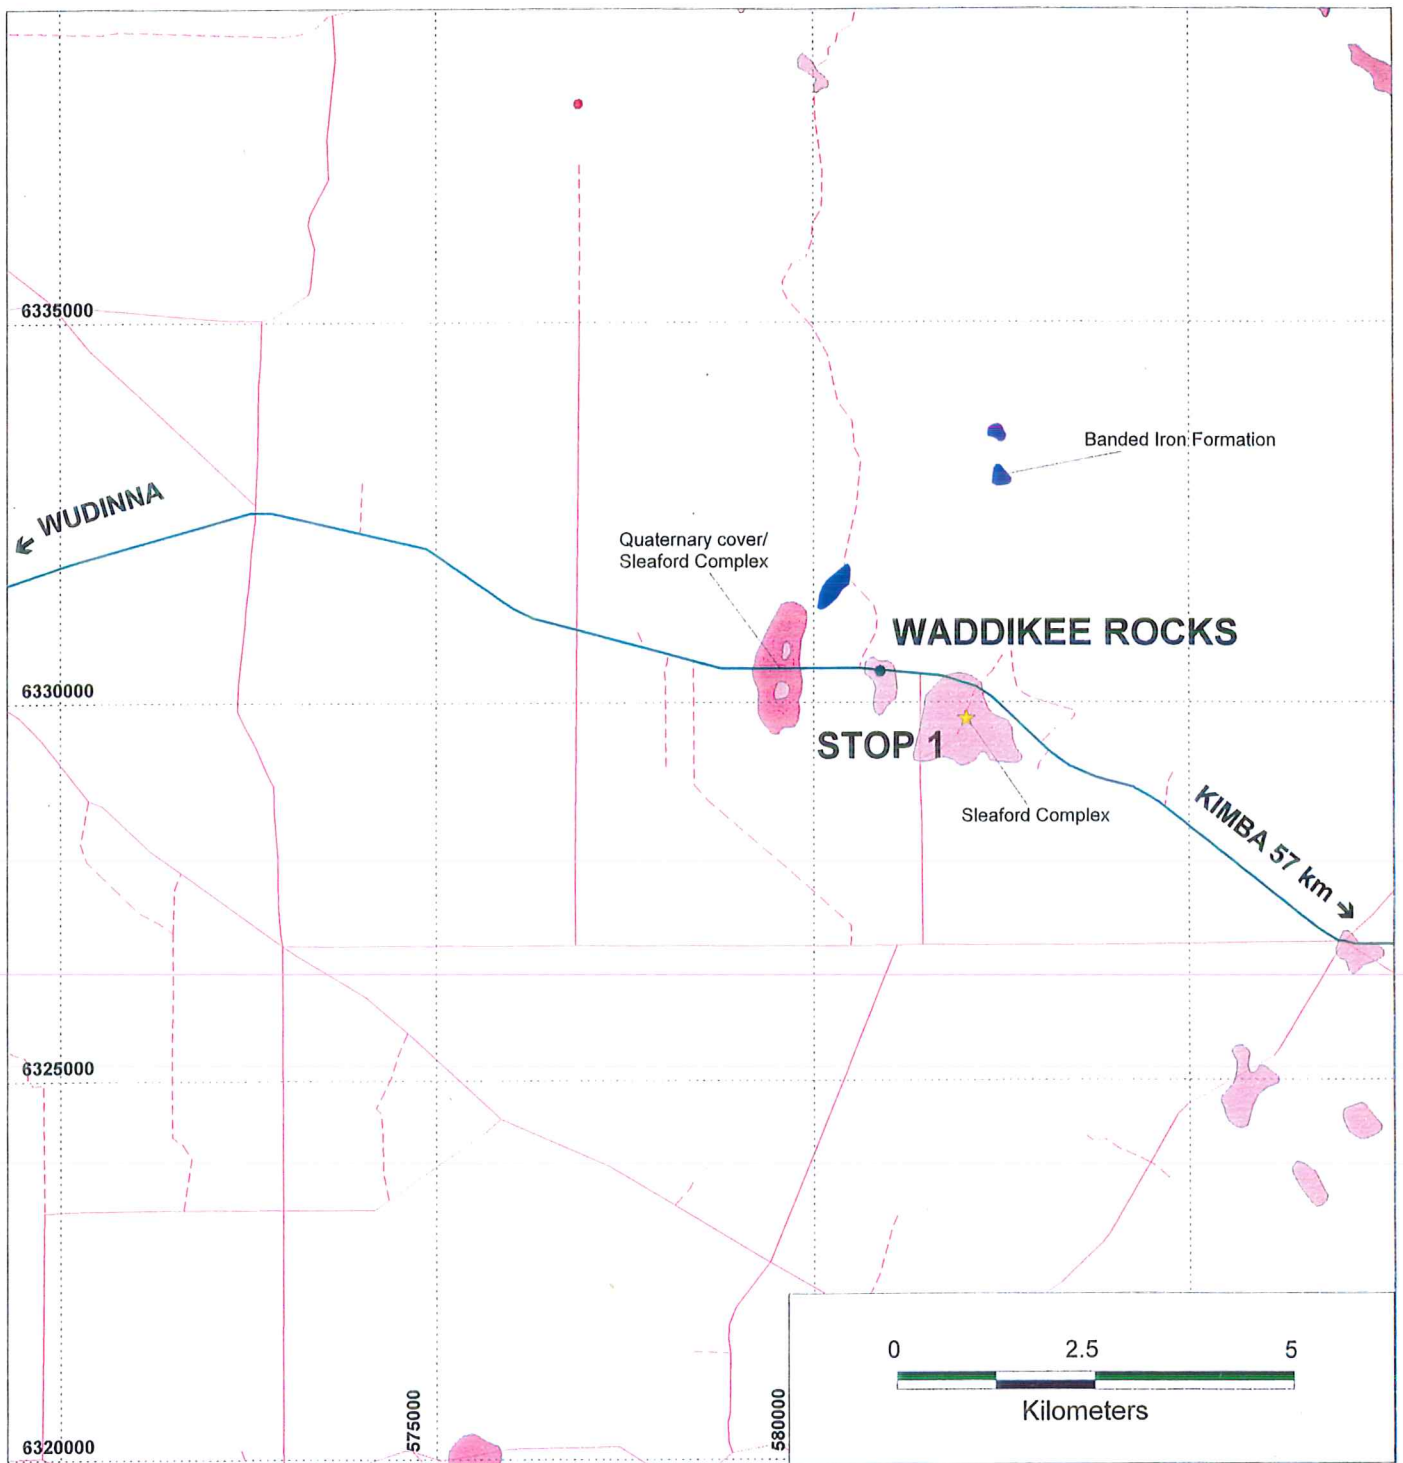 6335000
Banded Iron Formation
← WUDINNA
Quaternary cover/
Sleaford Complex
WADDIKEE ROCKS
6330000
STOP 1
Sleaford Complex
KIMBA 57 km →
6325000
575000
580000
6320000
0 2.5 5
Kilometers